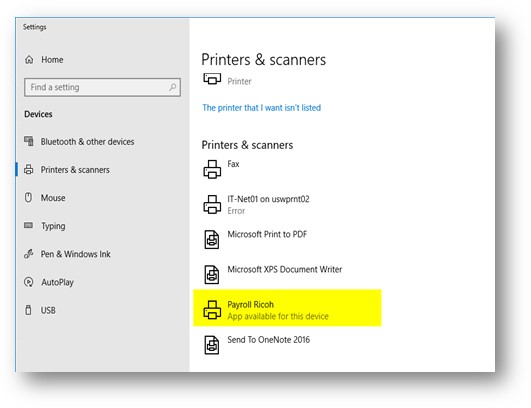 Settings
Home
Find a setting
Devices
Bluetooth & other devices
Printers & scanners
Mouse
Typing
Pen & Windows Ink
AutoPlay
USB
Printers & scanners
Printer
The printer that I want isn't listed
Printers & scanners
Fax
IT-Net01 on uswprnt02
Error
Microsoft Print to PDF
Microsoft XPS Document Writer
Payroll Ricoh
App available for this device
Send To OneNote 2016